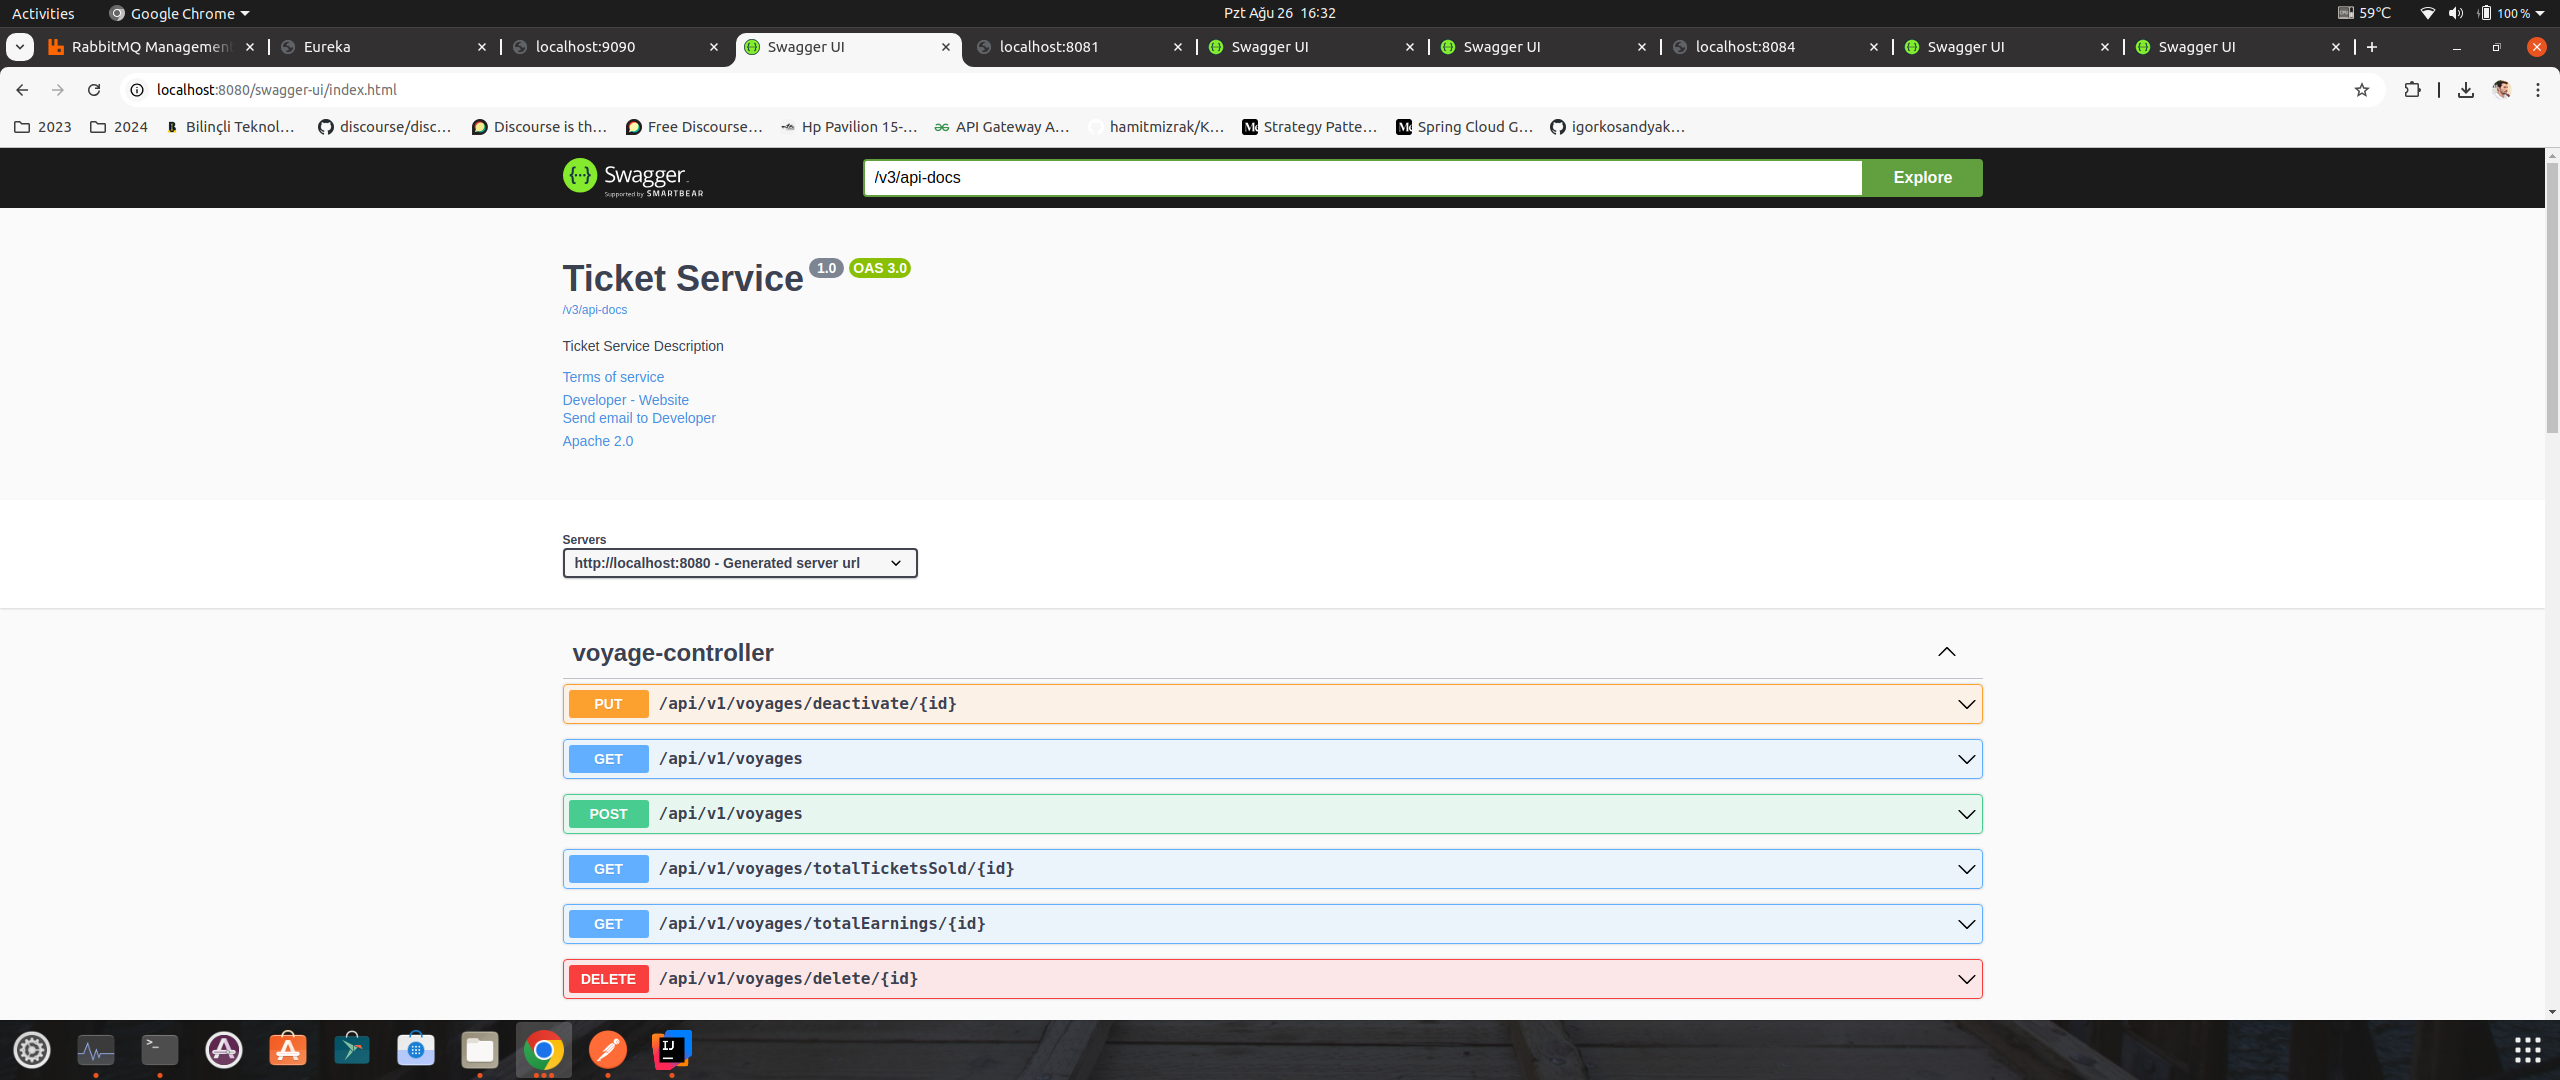 Activities Google Chrome Pzt Ağu 26 16:32 59°C 100 %
RabbitMQ Management Eureka localhost:9090 Swagger UI localhost:8081 Swagger UI Swagger UI localhost:8084 Swagger UI Swagger UI
localhost:8080/swagger-ui/index.html
2023 2024 Bilinçli Teknol... discourse/disc... Discourse is th... Free Discourse... Hp Pavilion 15-... API Gateway A... hamitmizrak/K... Strategy Patte... Spring Cloud G... igorkosandyak...
Swagger
Supported by SMARTBEAR
/v3/api-docs Explore
Ticket Service 1.0 OAS 3.0
/v3/api-docs
Ticket Service Description
Terms of service
Developer - Website
Send email to Developer
Apache 2.0
Servers
http://localhost:8080 - Generated server url
voyage-controller
PUT /api/v1/voyages/deactivate/{id}
GET /api/v1/voyages
POST /api/v1/voyages
GET /api/v1/voyages/totalTicketsSold/{id}
GET /api/v1/voyages/totalEarnings/{id}
DELETE /api/v1/voyages/delete/{id}